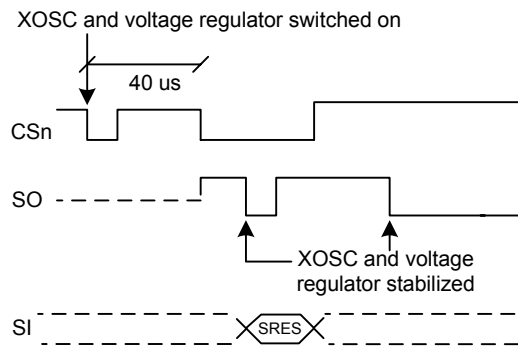 XOSC and voltage regulator switched on
40 us
CSn
SO
XOSC and voltage
regulator stabilized
SI
SRES